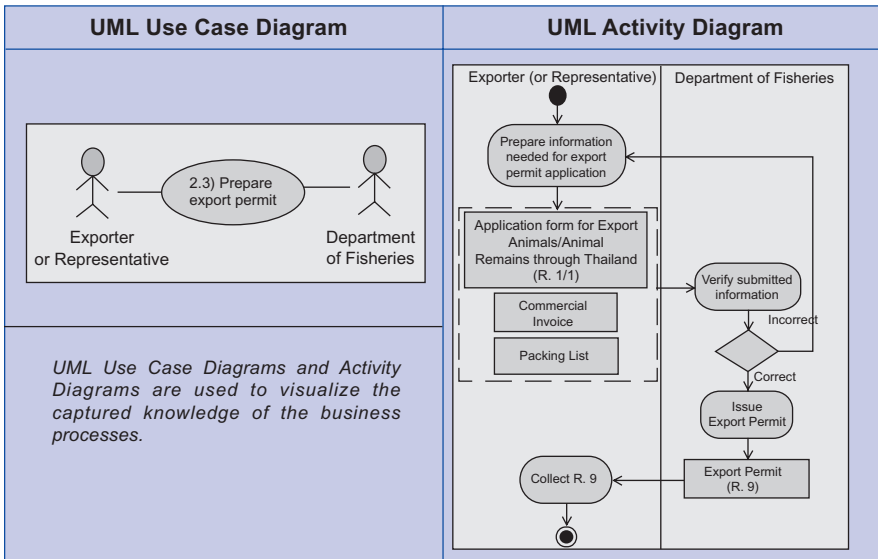 UML Use Case Diagram
UML Activity Diagram
2.3) Prepare
export permit
Exporter
or Representative
Department
of Fisheries
UML Use Case Diagrams and Activity
Diagrams are used to visualize the
captured knowledge of the business
processes.
Exporter (or Representative)
Department of Fisheries
Prepare information
needed for export
permit application
Application form for Export
Animals/Animal
Remains through Thailand
(R. 1/1)
Commercial
Invoice
Packing List
Verify submitted
information
Incorrect
Correct
Issue
Export Permit
Export Permit
(R. 9)
Collect R. 9